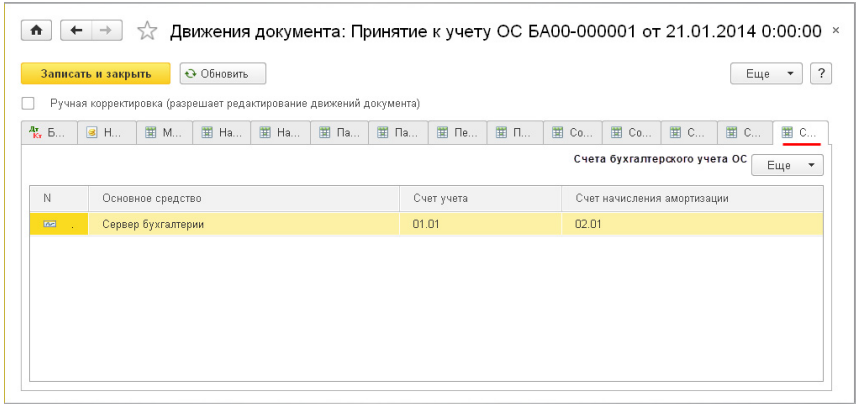 Движения документа: Принятие к учету ОС БА00-000001 от 21.01.2014 0:00:00 ×
Записать и закрыть Обновить Еще ?
Ручная корректировка (разрешает редактирование движений документа)
Дт Кт Б... Н... М... На... На... Па... Па... Пе... П... Со... Со... С... С... С...
Счета бухгалтерского учета ОС Еще
N Основное средство Счет учета Счет начисления амортизации
. Сервер бухгалтерии 01.01 02.01